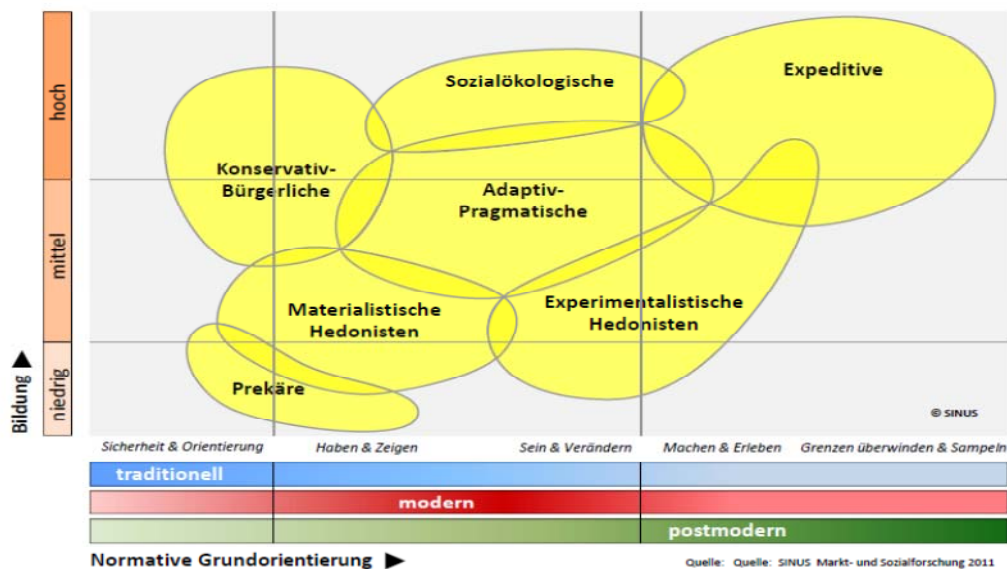 hoch
mittel
niedrig
Bildung ▶
Sozialökologische
Expeditive
Konservativ-
Bürgerliche
Adaptiv-
Pragmatische
Materialistische
Hedonisten
Experimentalistische
Hedonisten
Prekäre
© SINUS
Sicherheit & Orientierung
Haben & Zeigen
Sein & Verändern
Machen & Erleben
Grenzen überwinden & Sampeln
traditionell
modern
postmodern
Normative Grundorientierung ▶
Quelle: Quelle: SINUS Markt- und Sozialforschung 2011